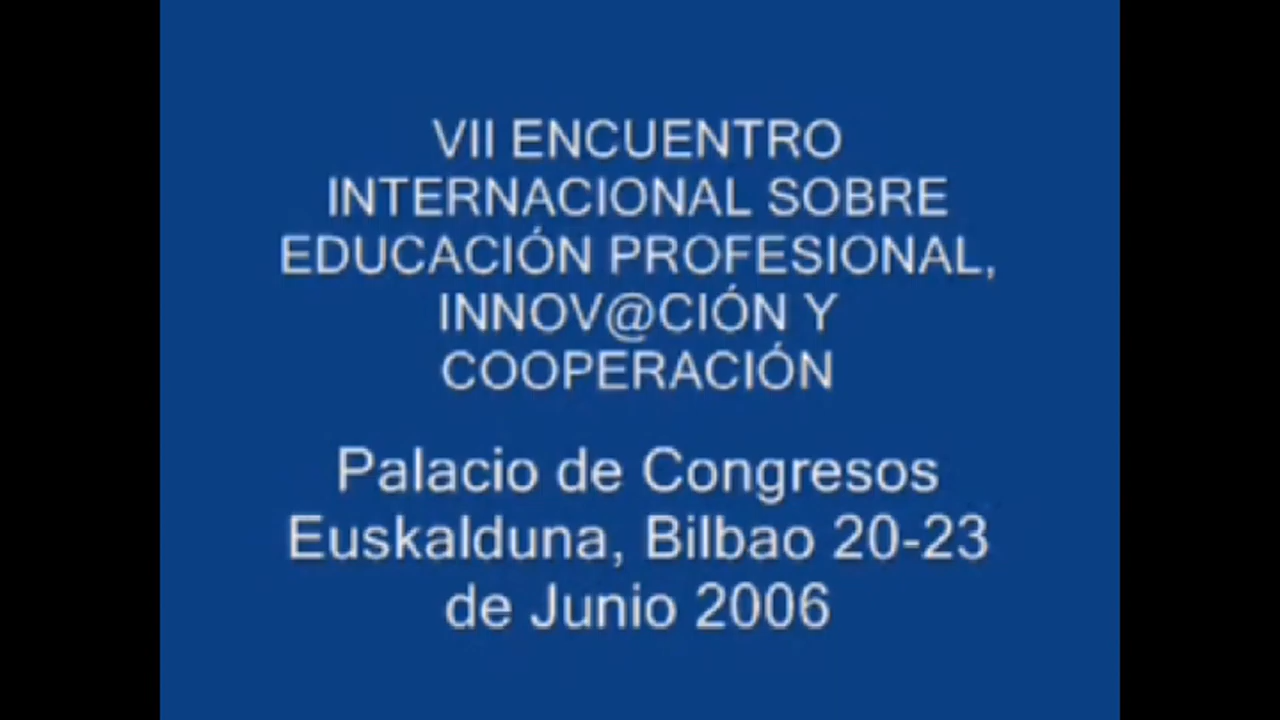 VII ENCUENTRO
INTERNACIONAL SOBRE
EDUCACIÓN PROFESIONAL,
INNOV@CIÓN Y
COOPERACIÓN
Palacio de Congresos
Euskalduna, Bilbao 20-23
de Junio 2006